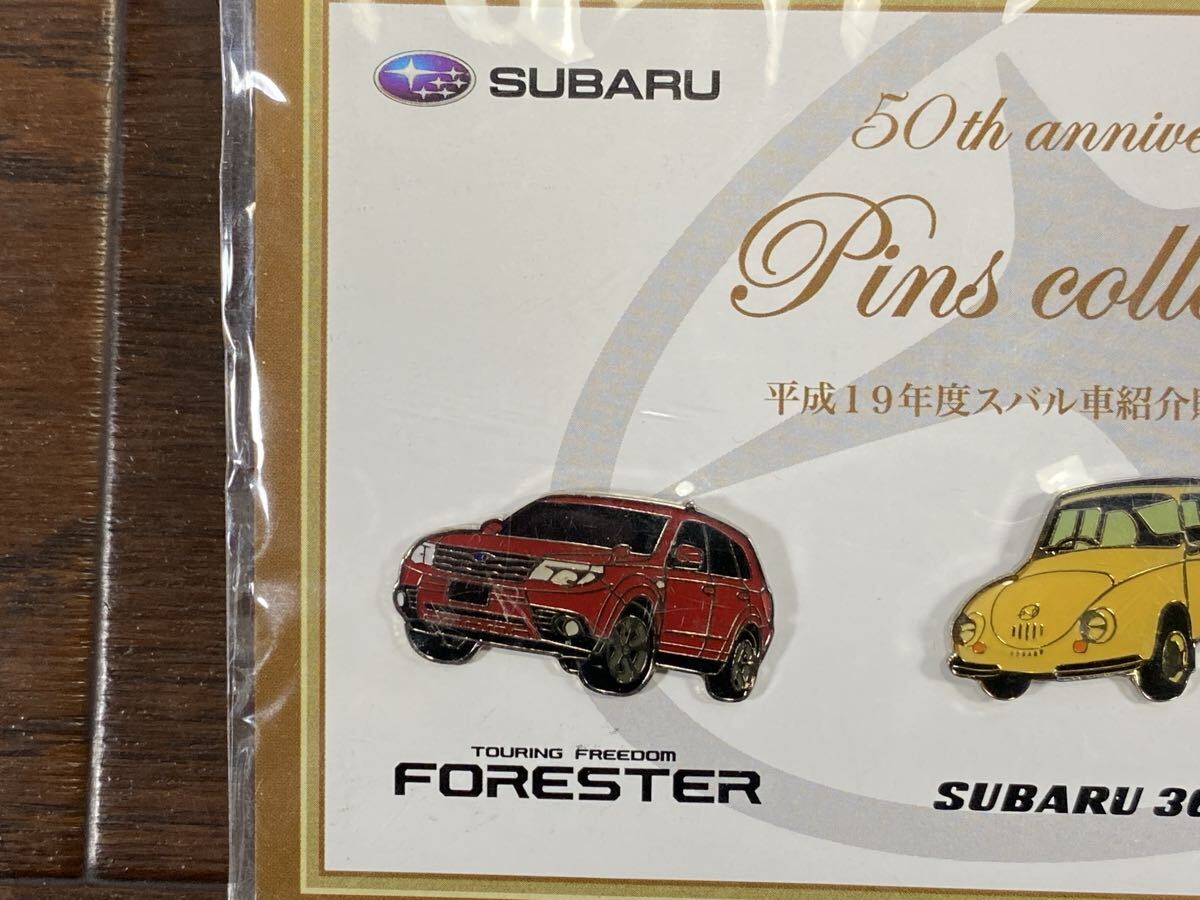 SUBARU
50th annive
Pins colle
平成19年度スバル車紹介
TOURING FREEDOM
FORESTER
SUBARU 36